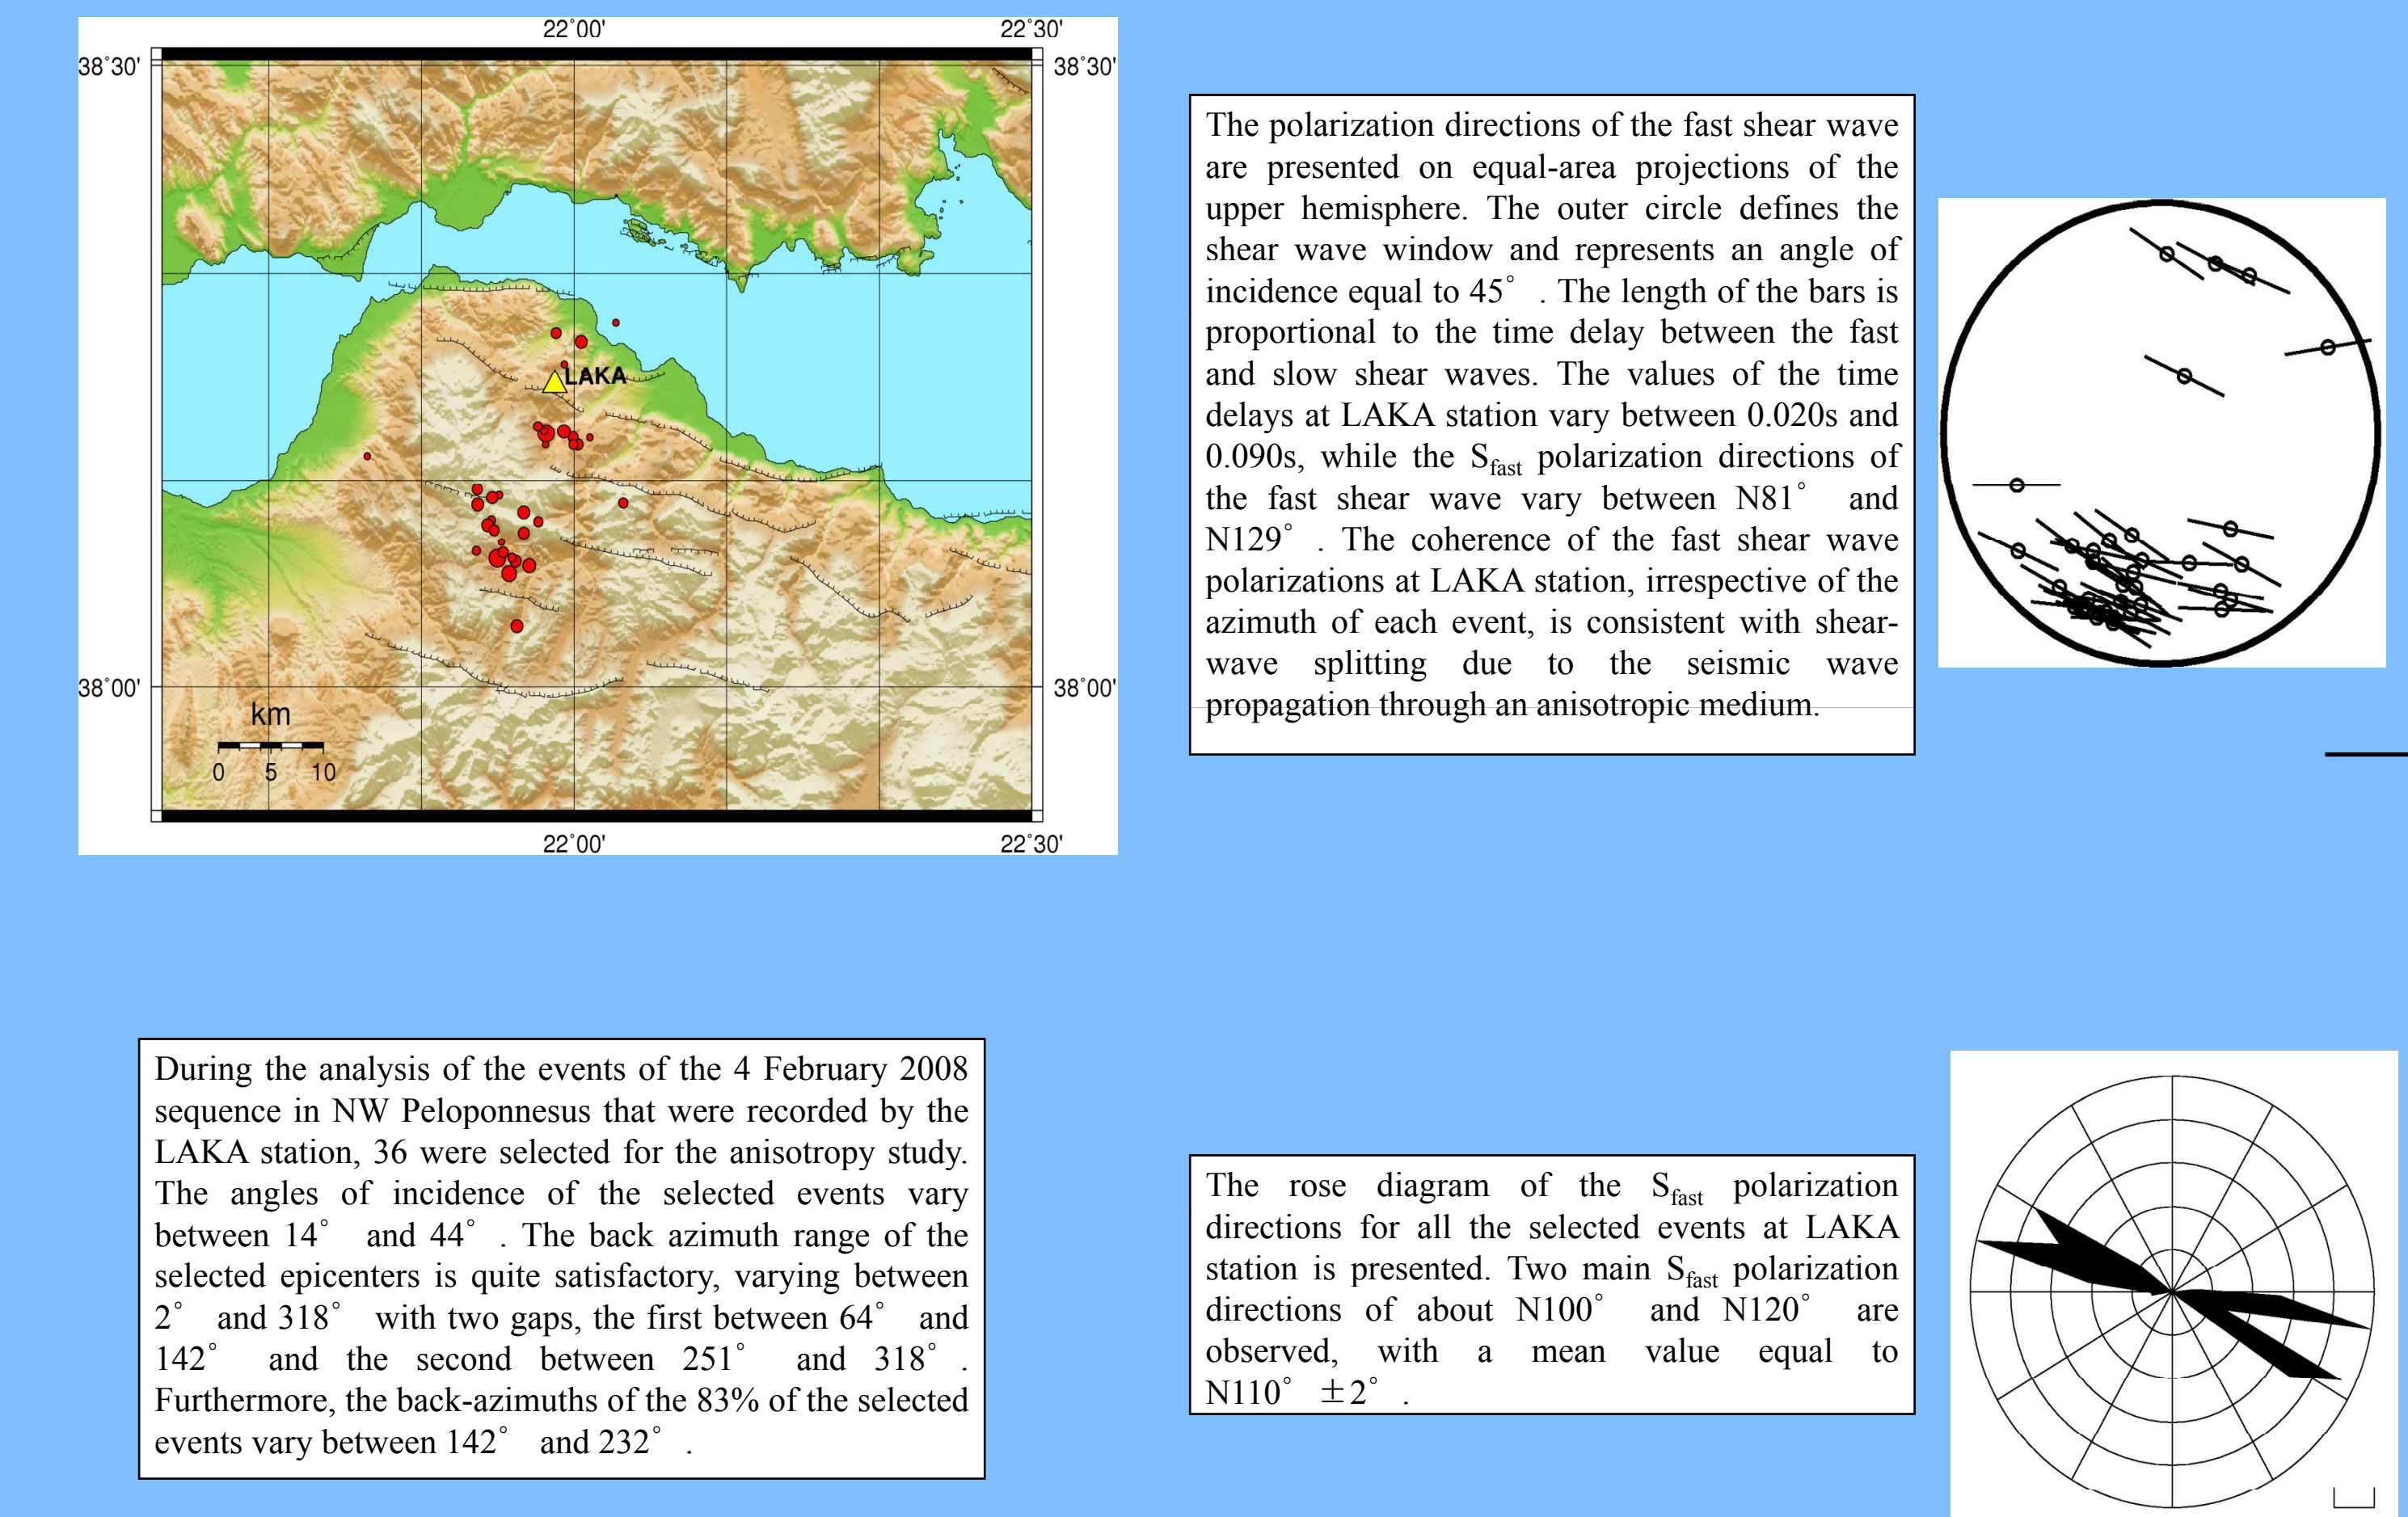 22°00'
22°30'
38°30'
38°30'
LAKA
38°00'
38°00'
km
0 5 10
22°00'
22°30'
The polarization directions of the fast shear wave
are presented on equal-area projections of the
upper hemisphere. The outer circle defines the
shear wave window and represents an angle of
incidence equal to 45° . The length of the bars is
proportional to the time delay between the fast
and slow shear waves. The values of the time
delays at LAKA station vary between 0.020s and
0.090s, while the Sfast polarization directions of
the fast shear wave vary between N81° and
N129° . The coherence of the fast shear wave
polarizations at LAKA station, irrespective of the
azimuth of each event, is consistent with shear-
wave splitting due to the seismic wave
propagation through an anisotropic medium.
During the analysis of the events of the 4 February 2008
sequence in NW Peloponnesus that were recorded by the
LAKA station, 36 were selected for the anisotropy study.
The angles of incidence of the selected events vary
between 14° and 44° . The back azimuth range of the
selected epicenters is quite satisfactory, varying between
2° and 318° with two gaps, the first between 64° and
142° and the second between 251° and 318° .
Furthermore, the back-azimuths of the 83% of the selected
events vary between 142° and 232° .
The rose diagram of the Sfast polarization
directions for all the selected events at LAKA
station is presented. Two main Sfast polarization
directions of about N100° and N120° are
observed, with a mean value equal to
N110° ±2° .